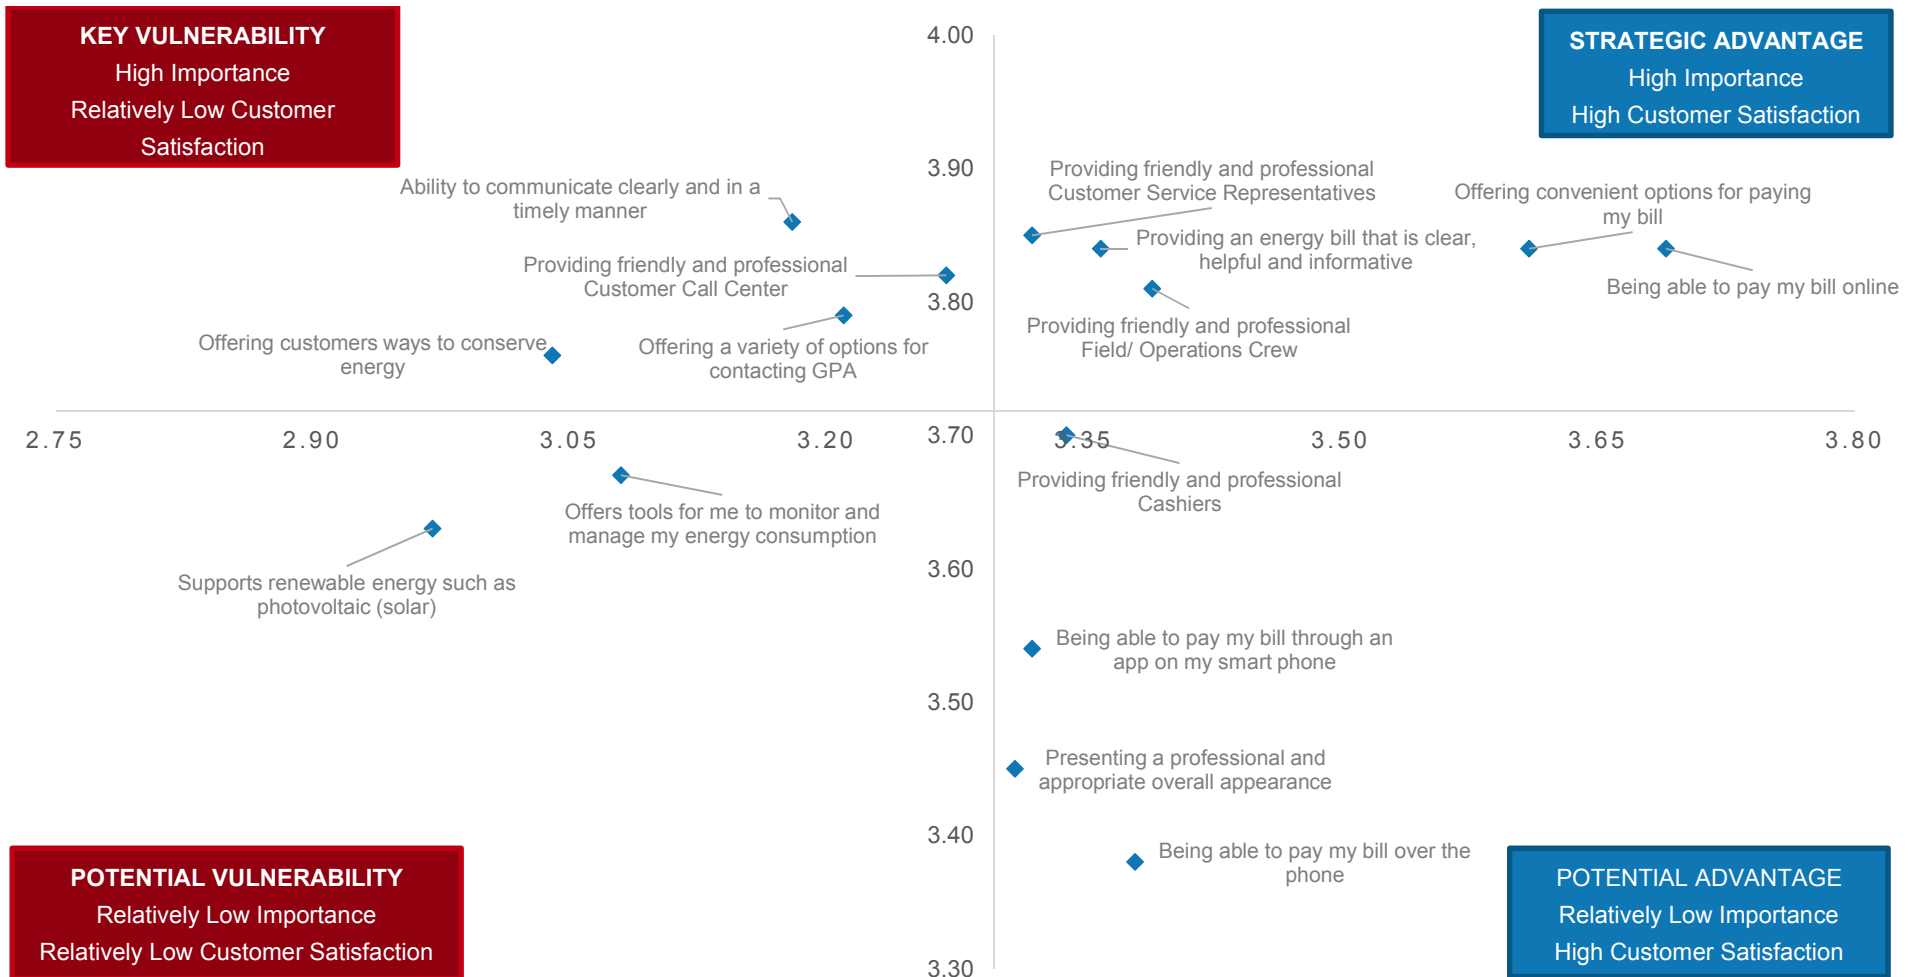 KEY VULNERABILITY
High Importance
Relatively Low Customer
Satisfaction
STRATEGIC ADVANTAGE
High Importance
High Customer Satisfaction
4.00
3.90
3.80
3.70
3.60
3.50
3.40
3.30
Ability to communicate clearly and in a
timely manner
Providing friendly and professional
Customer Service Representatives
Offering convenient options for paying
my bill
Providing an energy bill that is clear,
helpful and informative
Providing friendly and professional
Customer Call Center
Being able to pay my bill online
Offering customers ways to conserve
energy
Offering a variety of options for
contacting GPA
Providing friendly and professional
Field/ Operations Crew
2.75
2.90
3.05
3.20
3.35
3.50
3.65
3.80
Providing friendly and professional
Cashiers
Offers tools for me to monitor and
manage my energy consumption
Supports renewable energy such as
photovoltaic (solar)
Being able to pay my bill through an
app on my smart phone
Presenting a professional and
appropriate overall appearance
Being able to pay my bill over the
phone
POTENTIAL VULNERABILITY
Relatively Low Importance
Relatively Low Customer Satisfaction
POTENTIAL ADVANTAGE
Relatively Low Importance
High Customer Satisfaction